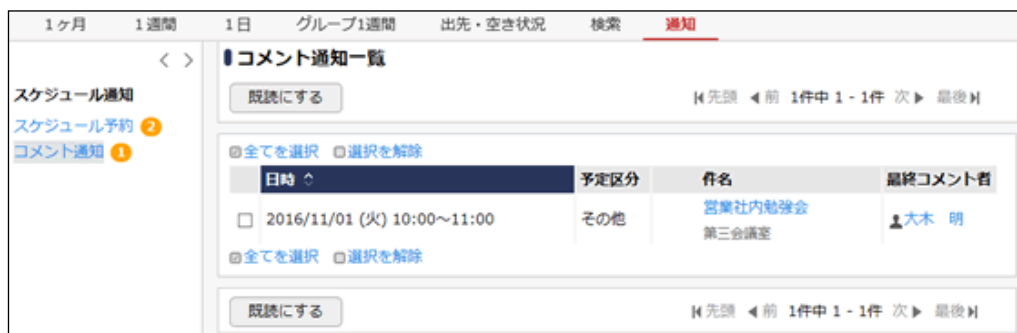 1ヶ月 1週間 1日 グループ1週間 出先・空き状況 検索 通知
コメント通知一覧
スケジュール通知
既読にする 先頭 前 1件中 1 - 1件 次 最後
スケジュール予約 2
コメント通知 1
全てを選択 選択を解除
日時 予定区分 件名 最終コメント者
2016/11/01 (火) 10:00～11:00 その他 営業社内勉強会 大木 明
第三会議室
全てを選択 選択を解除
既読にする 先頭 前 1件中 1 - 1件 次 最後